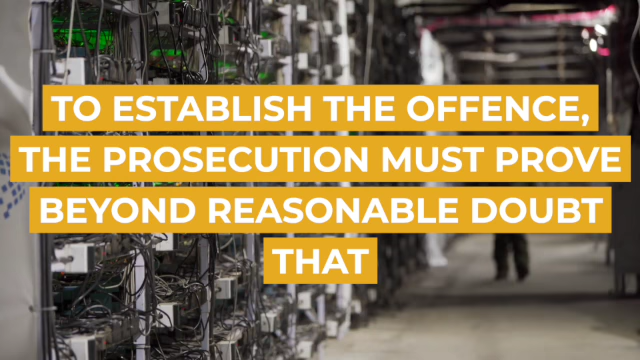 TO ESTABLISH THE OFFENCE,
THE PROSECUTION MUST PROVE
BEYOND REASONABLE DOUBT
THAT